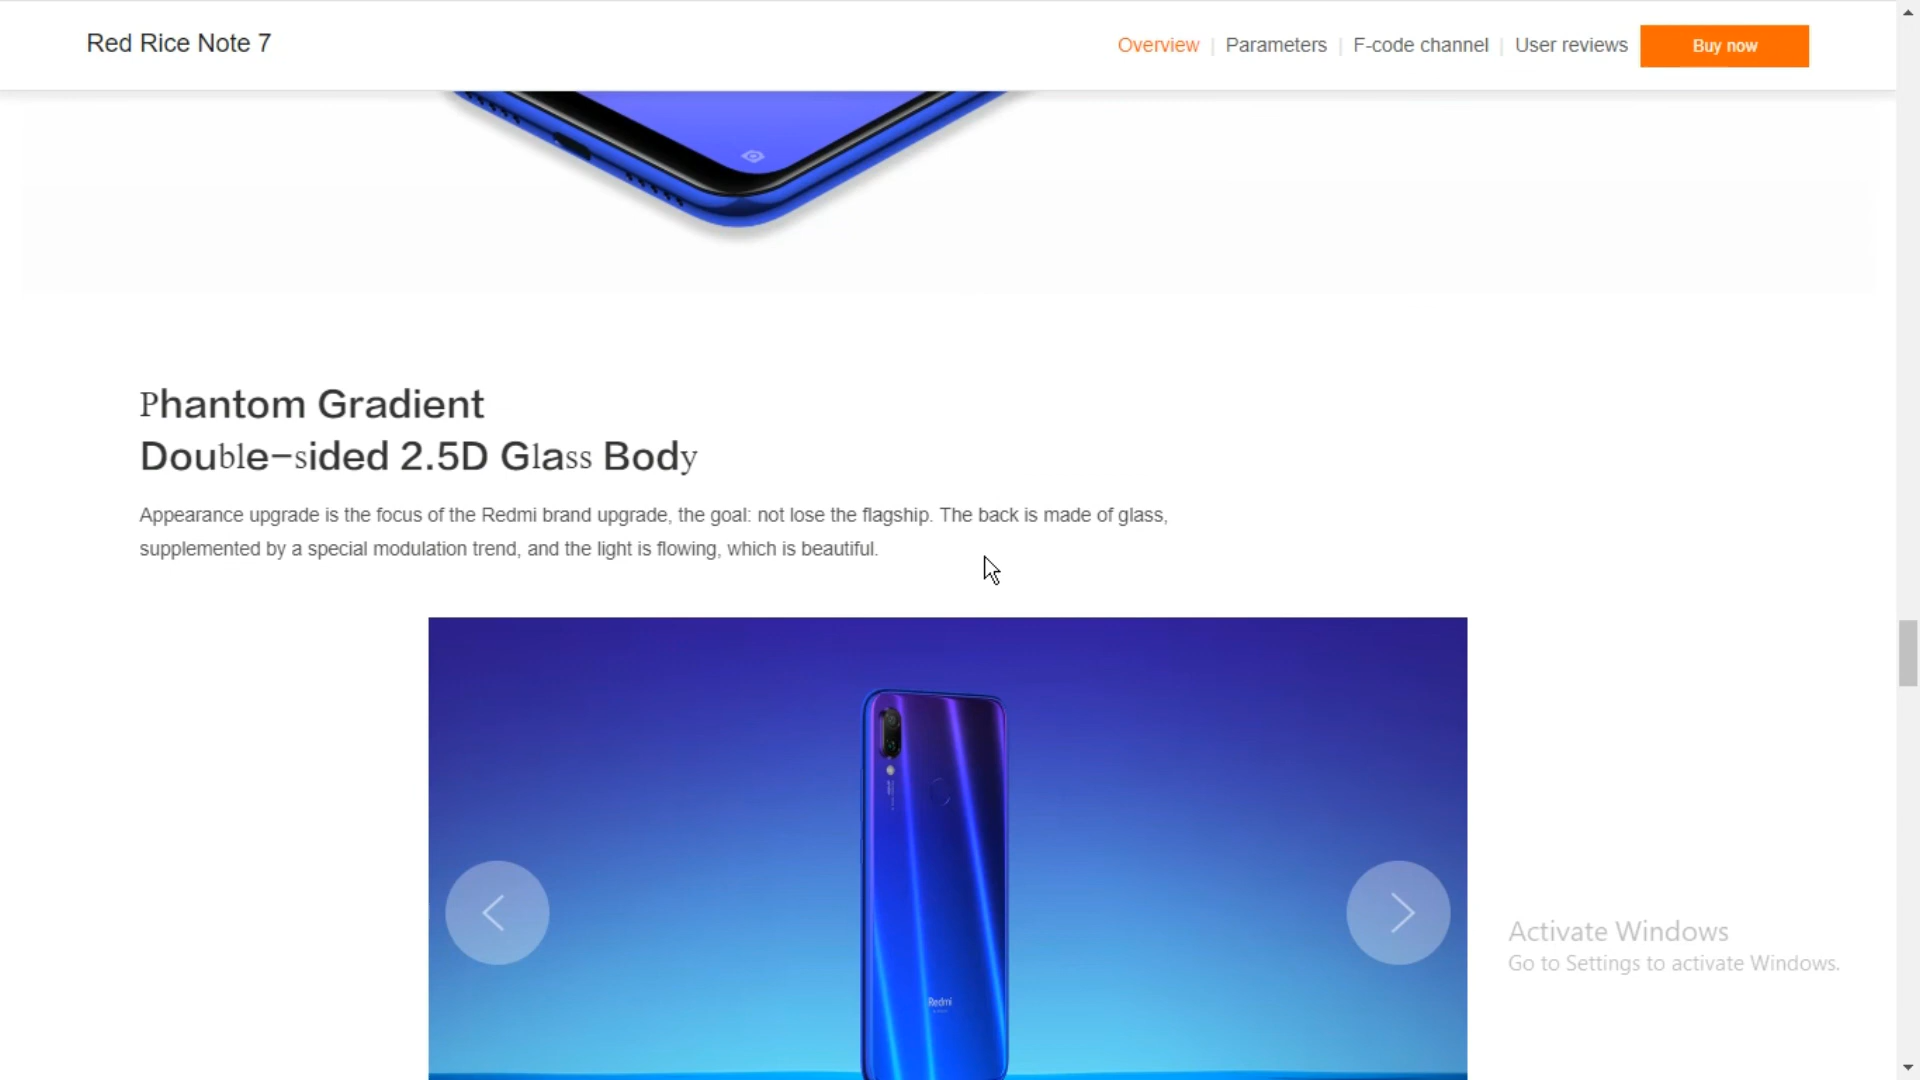 Red Rice Note 7
Overview | Parameters | F-code channel | User reviews
Buy now
Phantom Gradient
Double-sided 2.5D Glass Body
Appearance upgrade is the focus of the Redmi brand upgrade, the goal: not lose the flagship. The back is made of glass,
supplemented by a special modulation trend, and the light is flowing, which is beautiful.
Redmi
Activate Windows
Go to Settings to activate Windows.